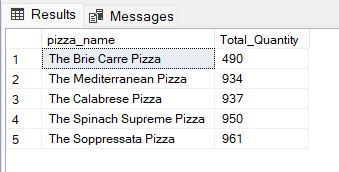 Results Messages
pizza_name Total_Quantity
1 The Brie Carre Pizza 490
2 The Mediterranean Pizza 934
3 The Calabrese Pizza 937
4 The Spinach Supreme Pizza 950
5 The Soppressata Pizza 961